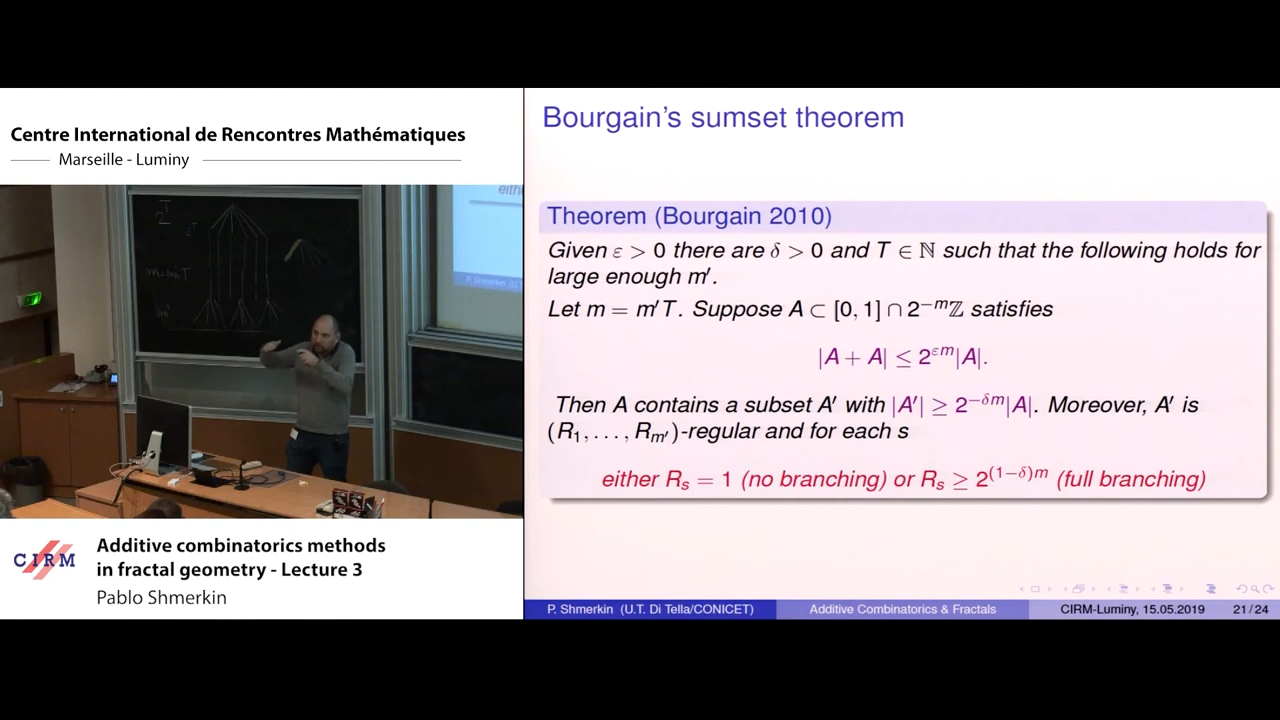 Centre International de Rencontres Mathématiques
Marseille - Luminy
CIRM
Additive combinatorics methods
in fractal geometry - Lecture 3
Pablo Shmerkin
Bourgain's sumset theorem
Theorem (Bourgain 2010)
Given ε > 0 there are δ > 0 and T ∈ ℕ such that the following holds for
large enough m′.
Let m = m′T. Suppose A ⊂ [0, 1] ∩ 2⁻ᵐℤ satisfies
|A + A| ≤ 2^{εm}|A|.
Then A contains a subset A′ with |A′| ≥ 2^{−δm}|A|. Moreover, A′ is
(R₁, . . . , R_{m′})-regular and for each s
either Rₛ = 1 (no branching) or Rₛ ≥ 2^{(1−δ)m} (full branching)
P. Shmerkin (U.T. Di Tella/CONICET)
Additive Combinatorics & Fractals
CIRM-Luminy, 15.05.2019
21 / 24